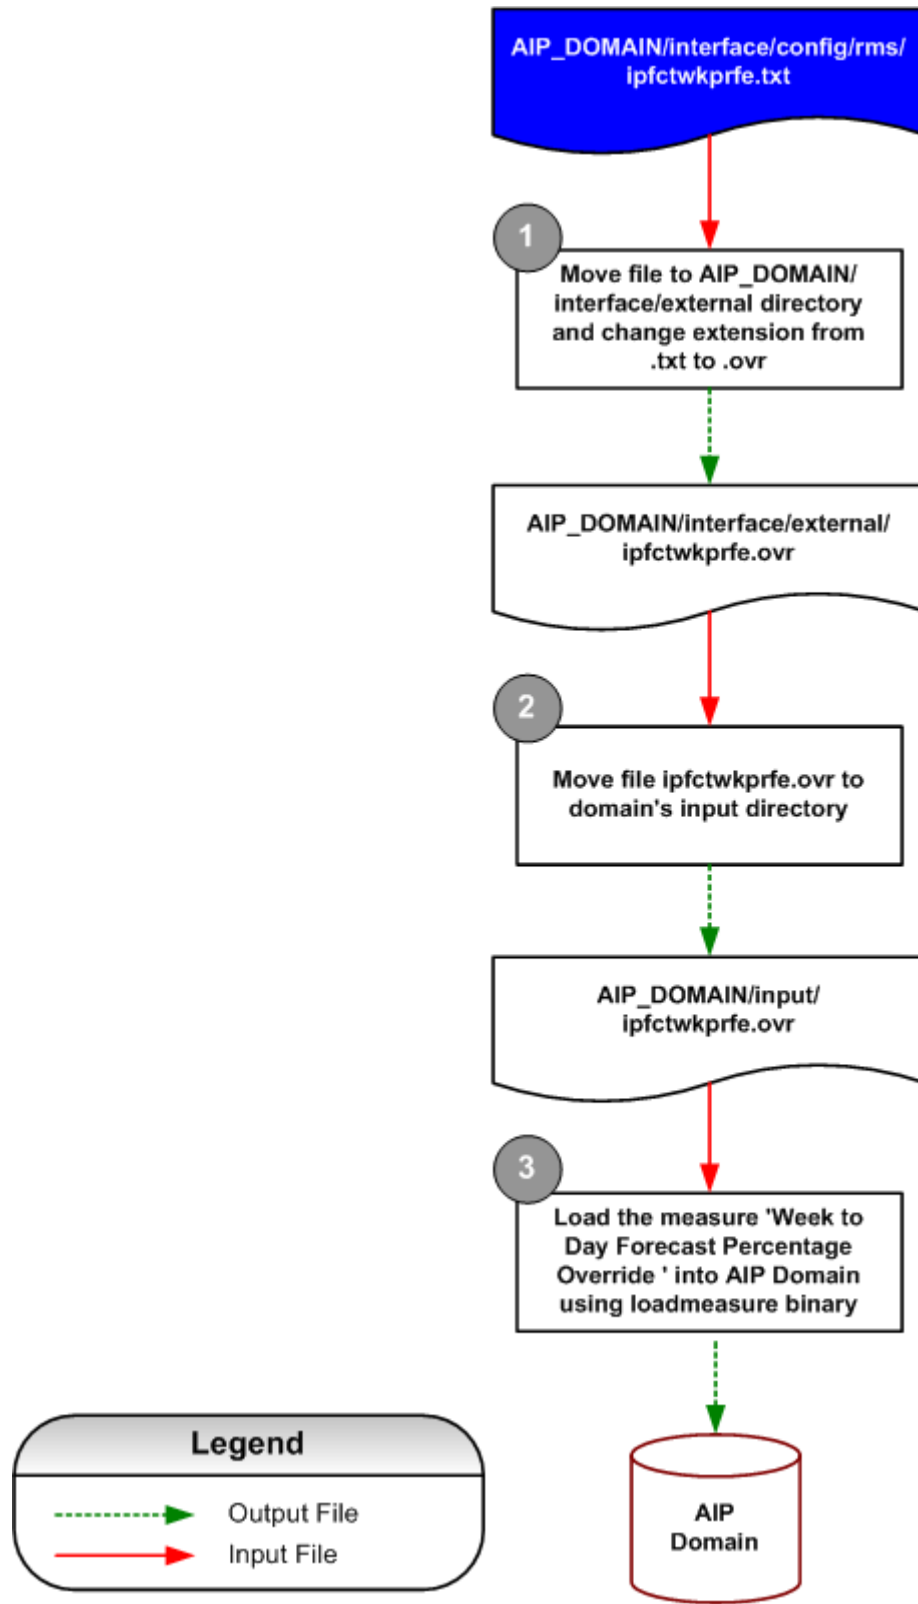 AIP_DOMAIN/interface/config/rms/
ipfctwkprfe.txt
1
Move file to AIP_DOMAIN/
interface/external directory
and change extension from
.txt to .ovr
AIP_DOMAIN/interface/external/
ipfctwkprfe.ovr
2
Move file ipfctwkprfe.ovr to
domain's input directory
AIP_DOMAIN/input/
ipfctwkprfe.ovr
3
Load the measure 'Week to
Day Forecast Percentage
Override ' into AIP Domain
using loadmeasure binary
AIP
Domain
Legend
Output File
Input File